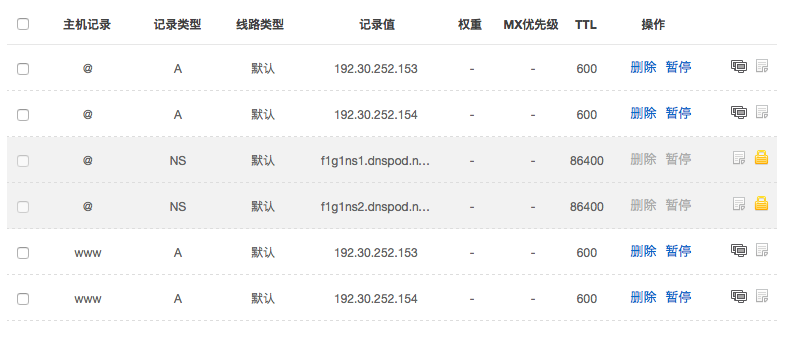 主机记录 记录类型 线路类型 记录值 权重 MX优先级 TTL 操作
@ A 默认 192.30.252.153 - - 600 删除 暂停
@ A 默认 192.30.252.154 - - 600 删除 暂停
@ NS 默认 f1g1ns1.dnspod.n... - - 86400 删除 暂停
@ NS 默认 f1g1ns2.dnspod.n... - - 86400 删除 暂停
www A 默认 192.30.252.153 - - 600 删除 暂停
www A 默认 192.30.252.154 - - 600 删除 暂停